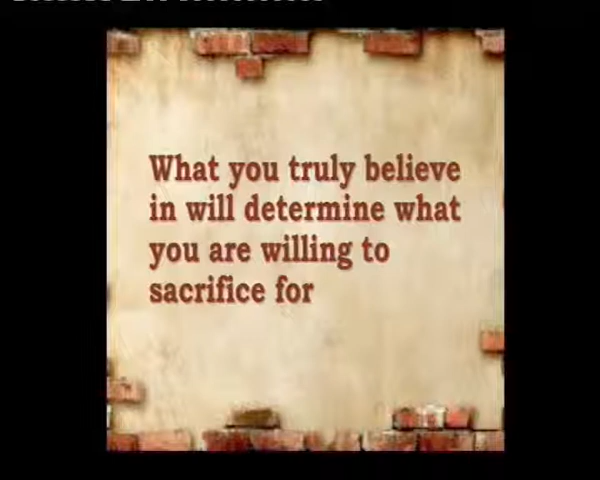 What you truly believe
in will determine what
you are willing to
sacrifice for